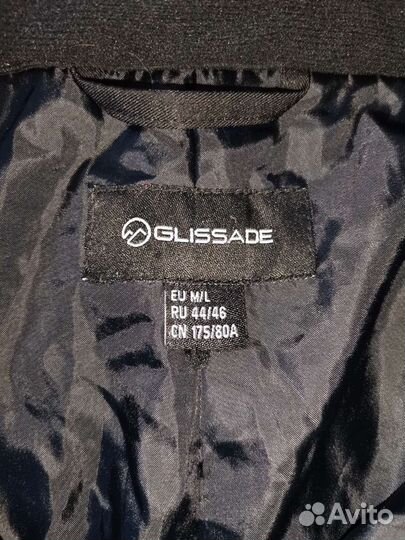 GLISSADE
EU M/L
RU 44/46
CN 175/80A
Avito